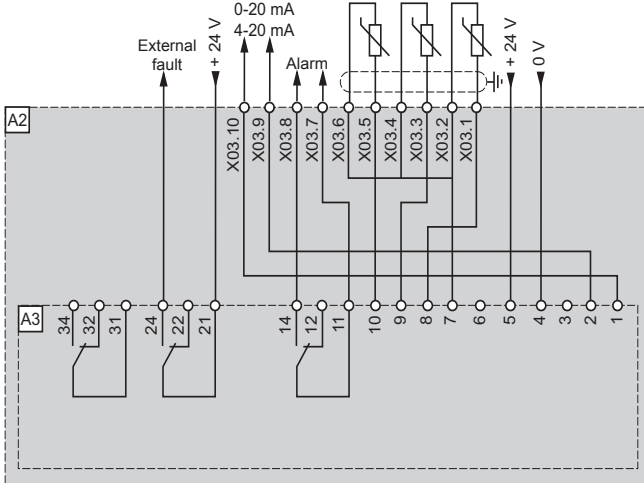 0-20 mA
4-20 mA
External
fault
+ 24 V
Alarm
+ 24 V
0 V
A2
X03.10
X03.9
X03.8
X03.7
X03.6
X03.5
X03.4
X03.3
X03.2
X03.1
A3
34
32
31
24
22
21
14
12
11
10
9
8
7
6
5
4
3
2
1